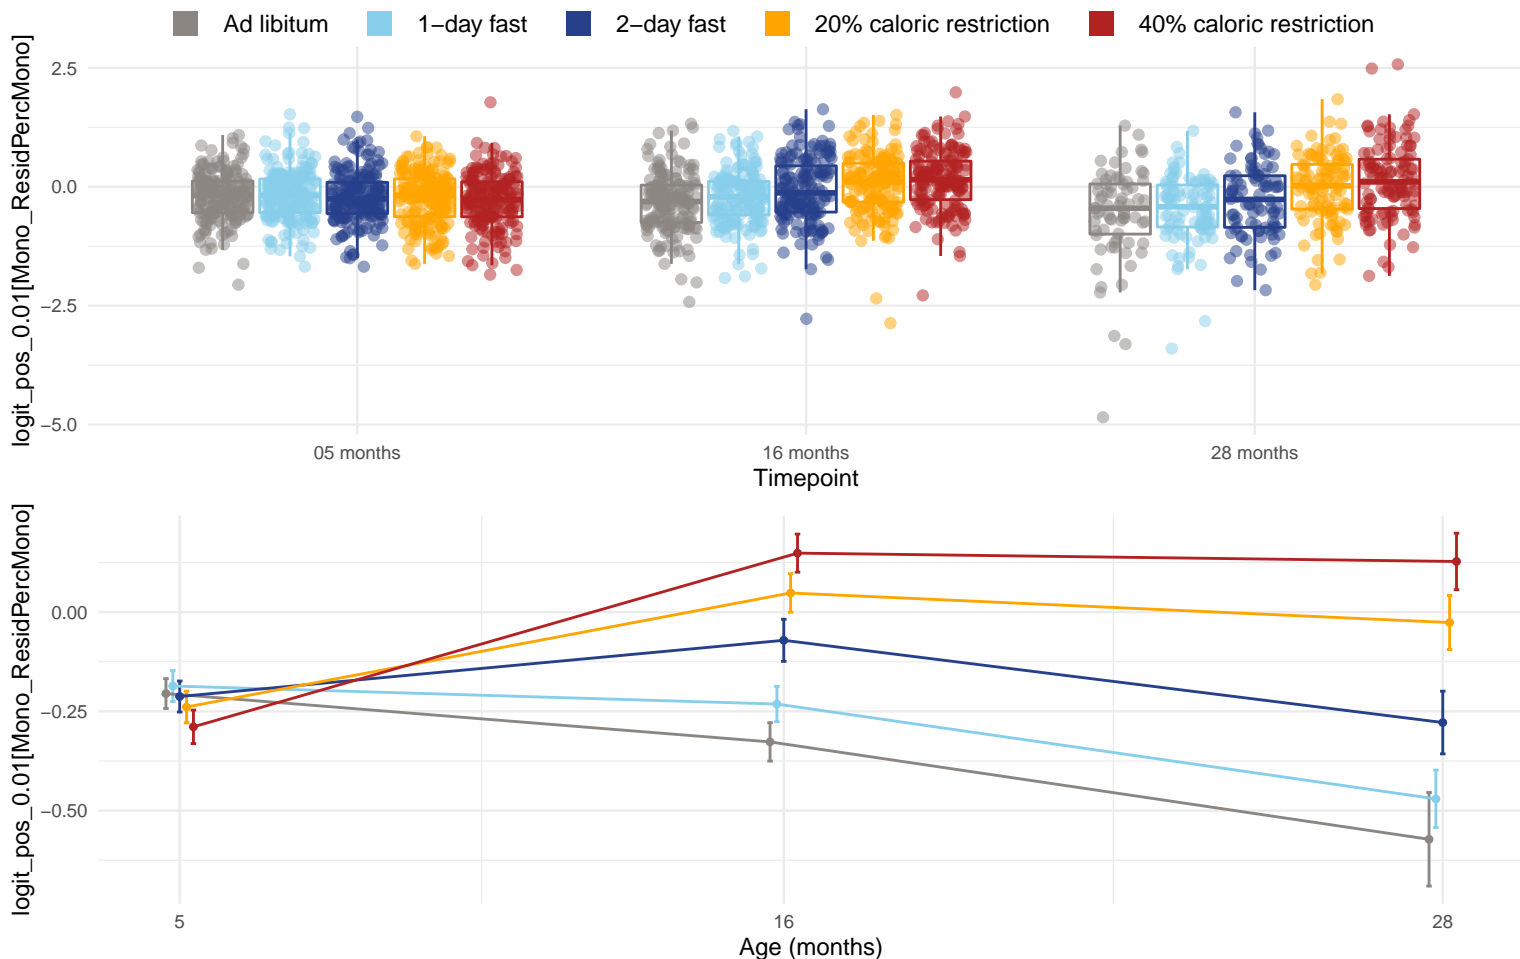 Ad libitum 1−day fast 2−day fast 20% caloric restriction 40% caloric restriction
logit_pos_0.01[Mono_ResidPercMono]
2.5
0.0
−2.5
−5.0
05 months 16 months 28 months
Timepoint
logit_pos_0.01[Mono_ResidPercMono]
0.00
−0.25
−0.50
5 16 28
Age (months)